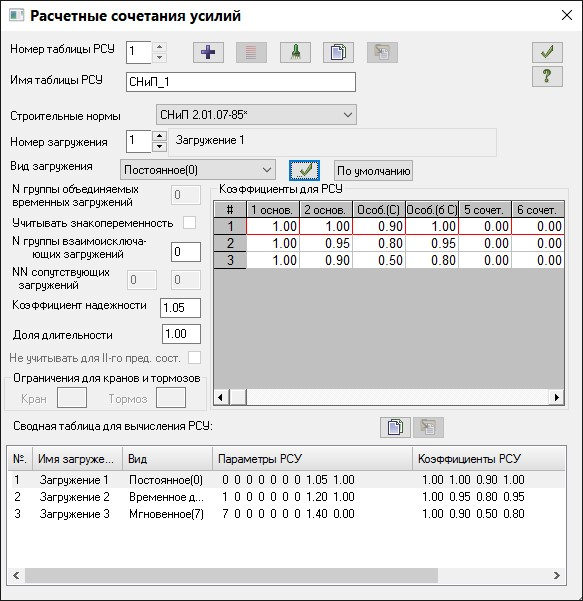 Расчетные сочетания усилий
Номер таблицы РСУ 1
Имя таблицы РСУ СНиП_1
Строительные нормы СНиП 2.01.07-85*
Номер загружения 1 Загружение 1
Вид загружения Постоянное(0) По умолчанию
N группы объединяемых временных загружений 0
Учитывать знакопеременность
N группы взаимоисключа-
ющих загружений 0
NN сопутствующих загружений 0 0
Коэффициент надежности 1.05
Доля длительности 1.00
Не учитывать для II-го пред. сост.
Ограничения для кранов и тормозов
Кран Тормоз
Коэффициенты для РСУ
# 1 основ. 2 основ. Особ.(С) Особ.(б С) 5 сочет. 6 сочет.
1 1.00 1.00 0.90 1.00 0.00 0.00
2 1.00 0.95 0.80 0.95 0.00 0.00
3 1.00 0.90 0.50 0.80 0.00 0.00
Сводная таблица для вычисления РСУ:
№. Имя загруже... Вид Параметры РСУ Коэффициенты РСУ
1 Загружение 1 Постоянное(0) 0 0 0 0 0 0 0 1.05 1.00 1.00 1.00 0.90 1.00
2 Загружение 2 Временное д... 1 0 0 0 0 0 0 1.20 1.00 1.00 0.95 0.80 0.95
3 Загружение 3 Мгновенное(7) 7 0 0 0 0 0 0 1.40 0.00 1.00 0.90 0.50 0.80